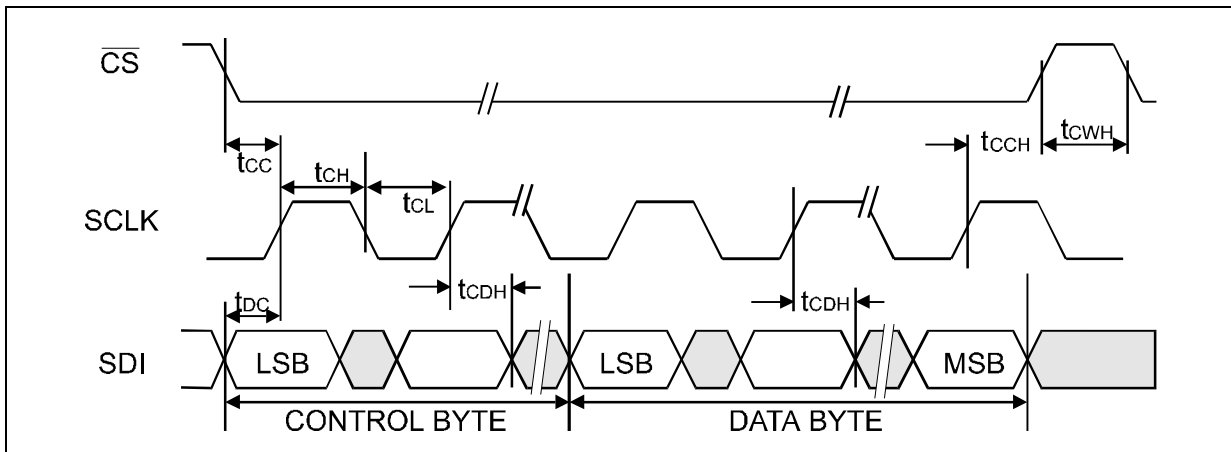 CS
tCC
tCH
tCL
tCCH
tCWH
SCLK
tDC
tCDH
tCDH
SDI
LSB
LSB
MSB
CONTROL BYTE
DATA BYTE